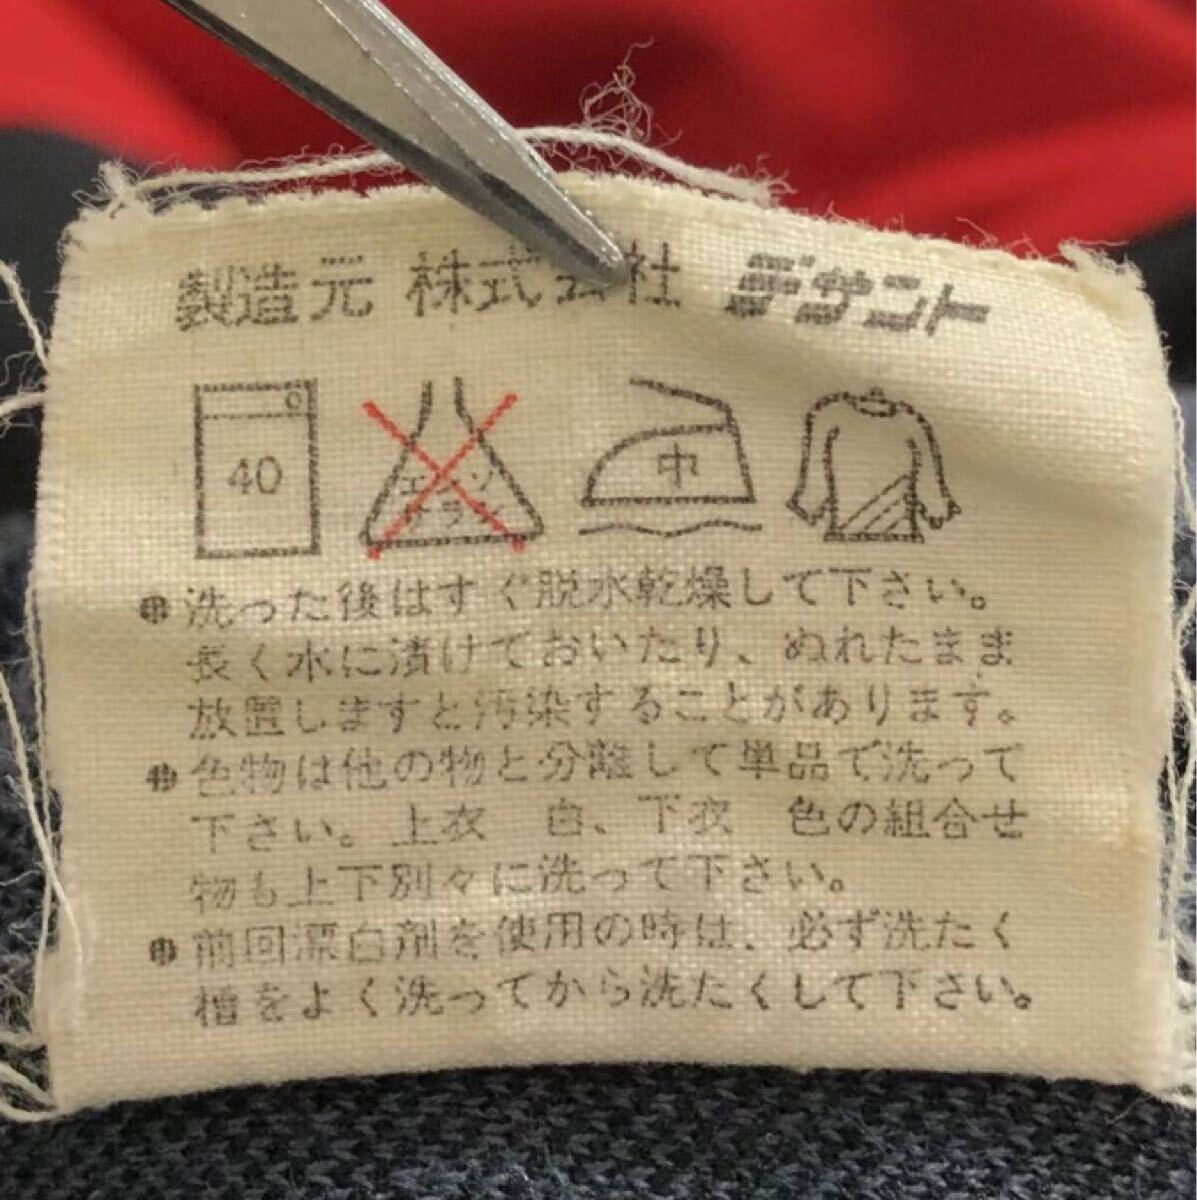 製造元 株式会社 デサント
40
エンソ
サラシ
中
洗った後はすぐ脱水乾燥して下さい。
長く水に漬けておいたり、ぬれたまま
放置しますと汚染することがあります。
色物は他の物と分離して単品で洗って
下さい。上衣 白、下衣 色の組合せ
物も上下別々に洗って下さい。
前回漂白剤を使用の時は、必ず洗たく
槽をよく洗ってから洗たくして下さい。